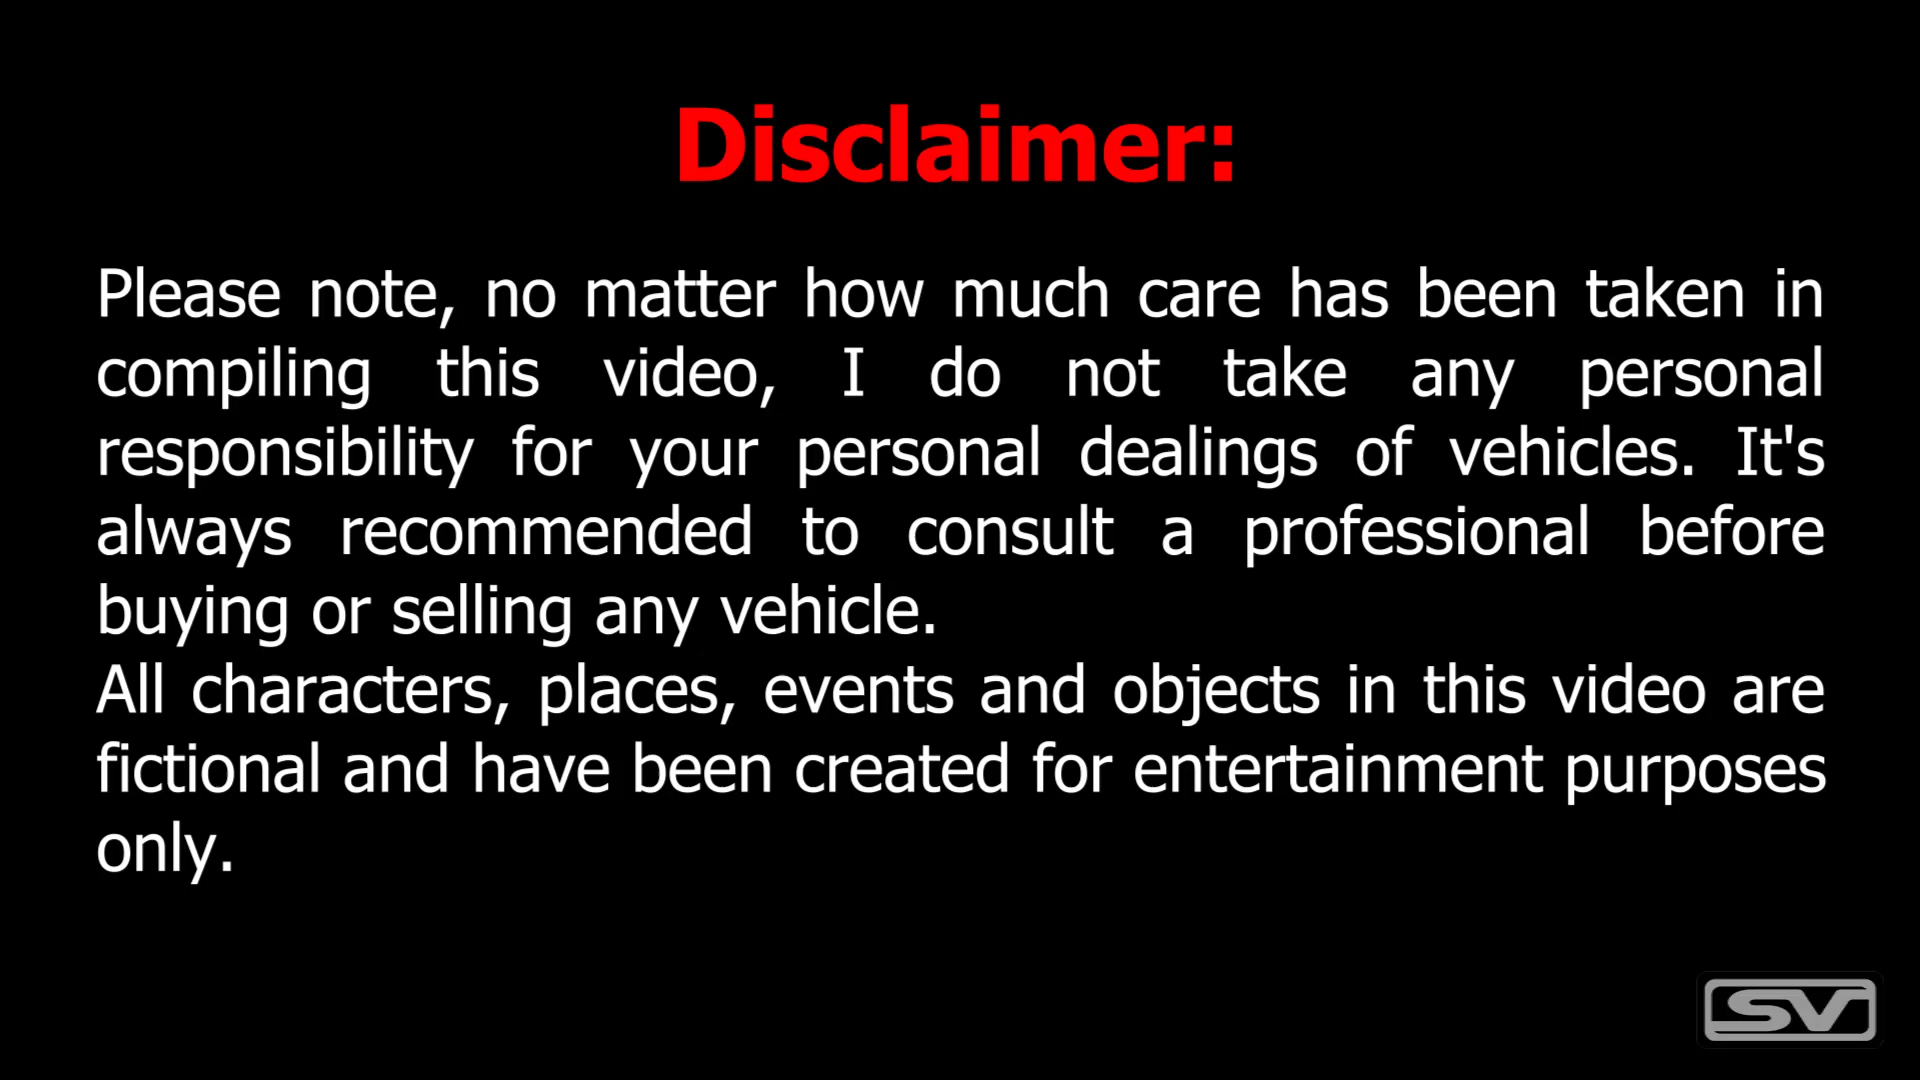 Disclaimer:
Please note, no matter how much care has been taken in
compiling this video, I do not take any personal
responsibility for your personal dealings of vehicles. It's
always recommended to consult a professional before
buying or selling any vehicle.
All characters, places, events and objects in this video are
fictional and have been created for entertainment purposes
only.
SV